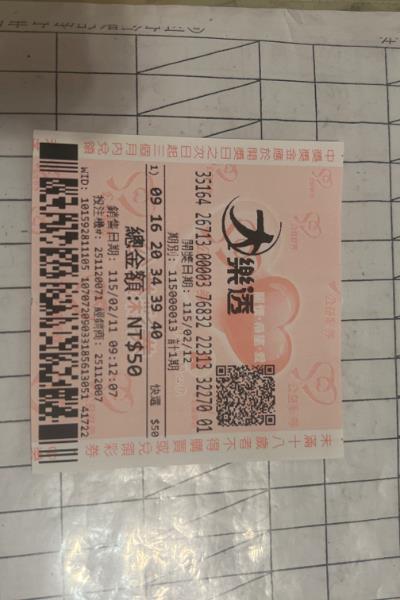 中獎獎金應於開獎日之次日起三個月內兌領
大樂透
35164 26713 00003 76832 22313 32270 01
開獎日期: 115/02/12
期別: 115000013 計1期
1) 09 16 20 34 39 40 快選 $50
總金額: NT$50
銷售日期: 115/02/11 09:12:07
投注機#: 251120071 經銷商: 25112007
未滿十八歲者不得購買或兌領彩券